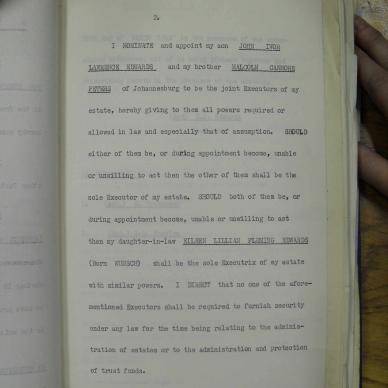 2.
I NOMINATE and appoint my son JOHN IVOR
LAWRENCE EDWARDS, and my brother MALCOLM CANMORE
PETERS of Johannesburg to be the joint Executors of my
estate, hereby giving to them all powers required or
allowed in law and especially that of assumption. SHOULD
either of them be, or during appointment become, unable
or unwilling to act then the other of them shall be the
sole Executor of my estate. SHOULD both of them be, or
during appointment become, unable or unwilling to act
then my daughter-in-law EILEEN LILLIAN FLEMING EDWARDS
(Born WUNSCH) shall be the sole Executrix of my estate
with similar powers. I DIRECT that no one of the afore-
mentioned Executors shall be required to furnish security
under any law for the time being relating to the adminis-
tration of estates or to the administration and protection
of trust funds.